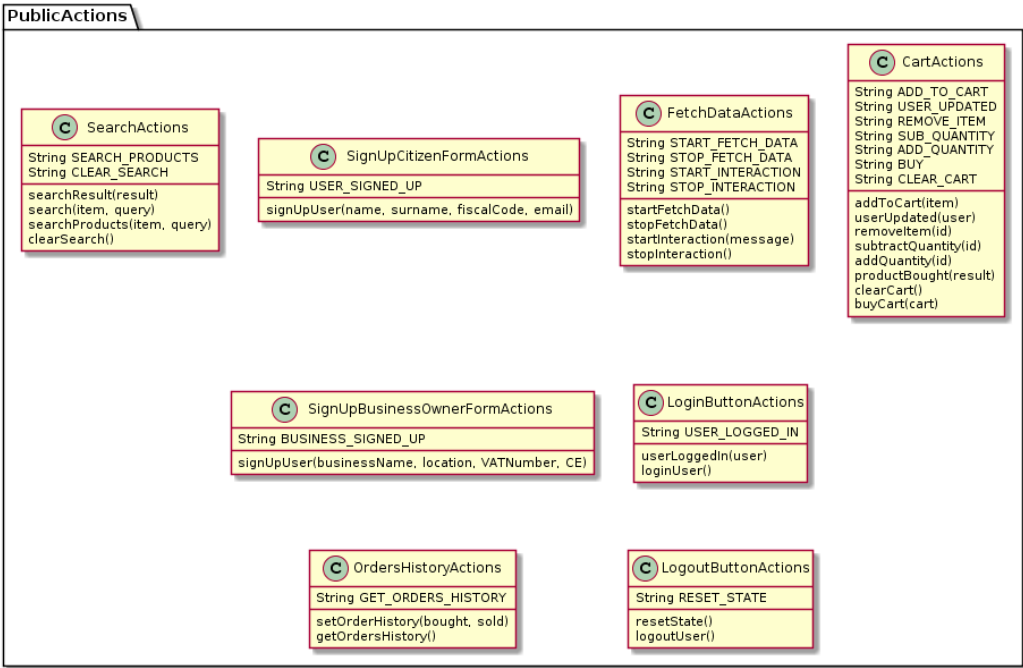 PublicActions
C SearchActions
String SEARCH_PRODUCTS
String CLEAR_SEARCH
searchResult(result)
search(item, query)
searchProducts(item, query)
clearSearch()
C SignUpCitizenFormActions
String USER_SIGNED_UP
signUpUser(name, surname, fiscalCode, email)
C FetchDataActions
String START_FETCH_DATA
String STOP_FETCH_DATA
String START_INTERACTION
String STOP_INTERACTION
startFetchData()
stopFetchData()
startInteraction(message)
stopInteraction()
C CartActions
String ADD_TO_CART
String USER_UPDATED
String REMOVE_ITEM
String SUB_QUANTITY
String ADD_QUANTITY
String BUY
String CLEAR_CART
addToCart(item)
userUpdated(user)
removeItem(id)
subtractQuantity(id)
addQuantity(id)
productBought(result)
clearCart()
buyCart(cart)
C SignUpBusinessOwnerFormActions
String BUSINESS_SIGNED_UP
signUpUser(businessName, location, VATNumber, CE)
C LoginButtonActions
String USER_LOGGED_IN
userLoggedIn(user)
loginUser()
C OrdersHistoryActions
String GET_ORDERS_HISTORY
setOrderHistory(bought, sold)
getOrdersHistory()
C LogoutButtonActions
String RESET_STATE
resetState()
logoutUser()